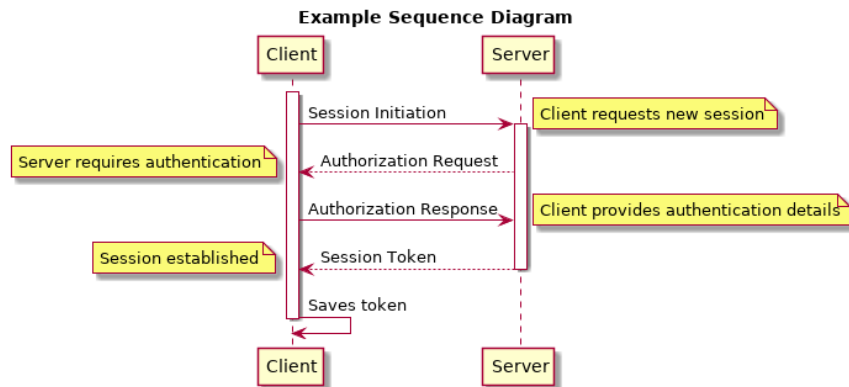 Example Sequence Diagram
Client
Server
Session Initiation
Client requests new session
Server requires authentication
Authorization Request
Authorization Response
Client provides authentication details
Session established
Session Token
Saves token
Client
Server